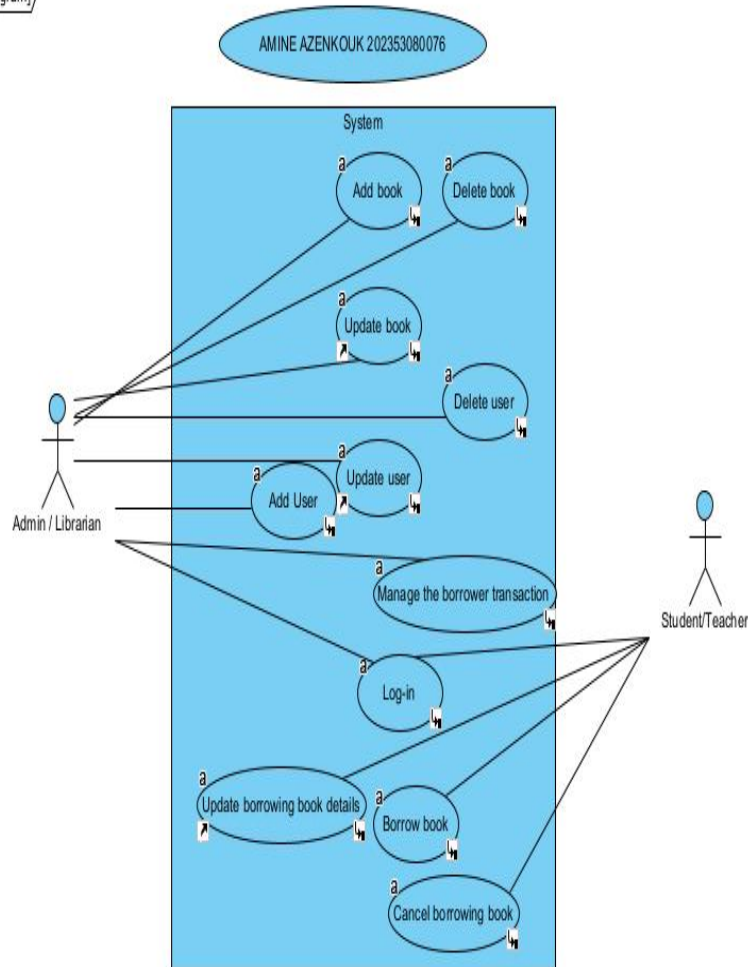 AMINE AZENKOUK 202353080076
System
a
Add book
a
Delete book
a
Update book
a
Delete user
a
Update user
a
Add User
Admin / Librarian
a
Manage the borrower transaction
Student/Teacher
a
Log-in
a
Update borrowing book details
a
Borrow book
a
Cancel borrowing book